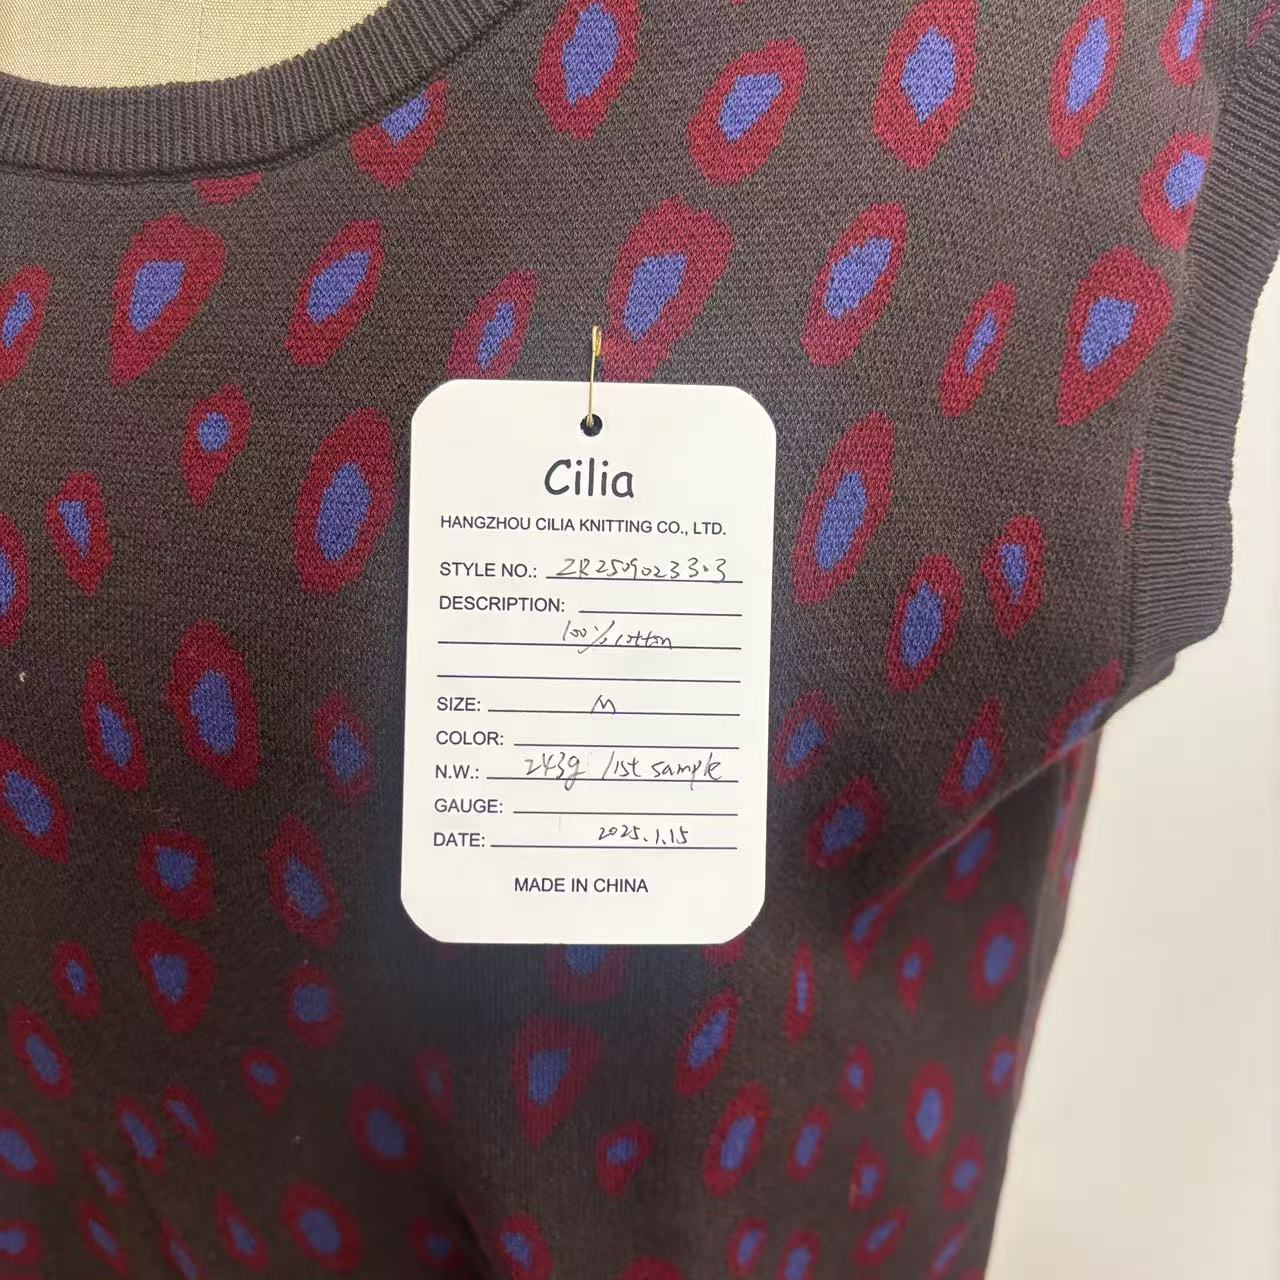 Cilia
HANGZHOU CILIA KNITTING CO., LTD.
STYLE NO.: ZR25090233.3
DESCRIPTION:
100% cotton
SIZE: M
COLOR:
N.W.: 243g /1st sample
GAUGE:
DATE: 2025.1.15
MADE IN CHINA